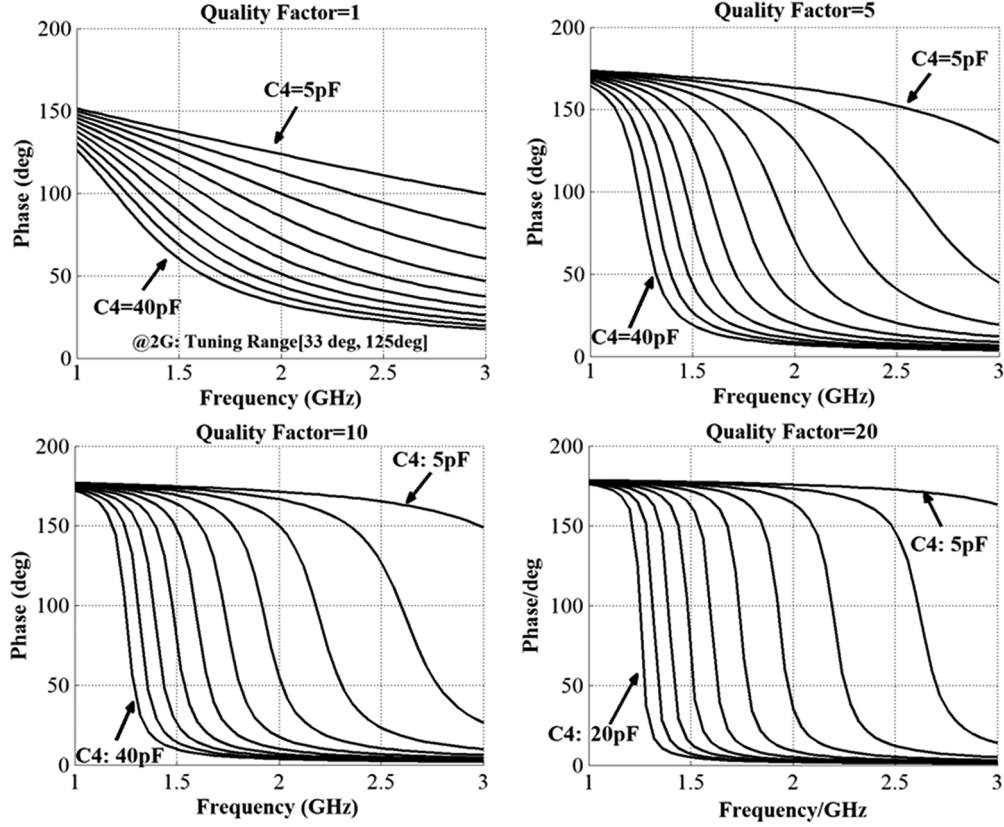 Quality Factor=1
200
150
100
50
0
Phase (deg)
C4=5pF
C4=40pF
@2G: Tuning Range[33 deg, 125deg]
1 1.5 2 2.5 3
Frequency (GHz)
Quality Factor=5
200
150
100
50
0
Phase (deg)
C4=5pF
C4=40pF
1 1.5 2 2.5 3
Frequency (GHz)
Quality Factor=10
200
150
100
50
0
Phase (deg)
C4: 5pF
C4: 40pF
1 1.5 2 2.5 3
Frequency (GHz)
Quality Factor=20
200
150
100
50
0
Phase/deg
C4: 5pF
C4: 20pF
1 1.5 2 2.5 3
Frequency/GHz